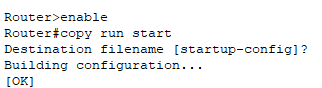 Router>enable
Router#copy run start
Destination filename [startup-config]?
Building configuration...
[OK]